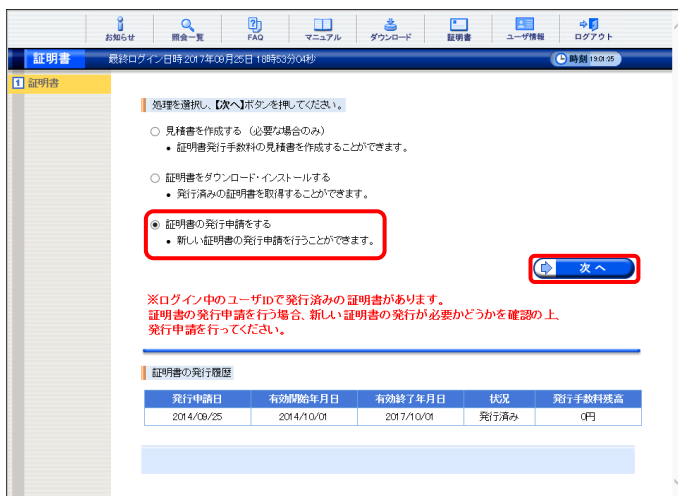 お知らせ 照会一覧 FAQ マニュアル ダウンロード 証明書 ユーザ情報 ログアウト
証明書 最終ログイン日時 2017年09月25日 18時53分04秒 時刻 19:01:25
1 証明書
処理を選択し、【次へ】ボタンを押してください。
見積書を作成する （必要な場合のみ）
• 証明書発行手数料の見積書を作成することができます。
証明書をダウンロード・インストールする
• 発行済みの証明書を取得することができます。
証明書の発行申請をする
• 新しい証明書の発行申請を行うことができます。
次へ
※ログイン中のユーザIDで発行済みの証明書があります。
証明書の発行申請を行う場合、新しい証明書の発行が必要かどうかを確認の上、
発行申請を行ってください。
証明書の発行履歴
発行申請日 有効開始年月日 有効終了年月日 状況 発行手数料残高
2014/09/25 2014/10/01 2017/10/01 発行済み 0円